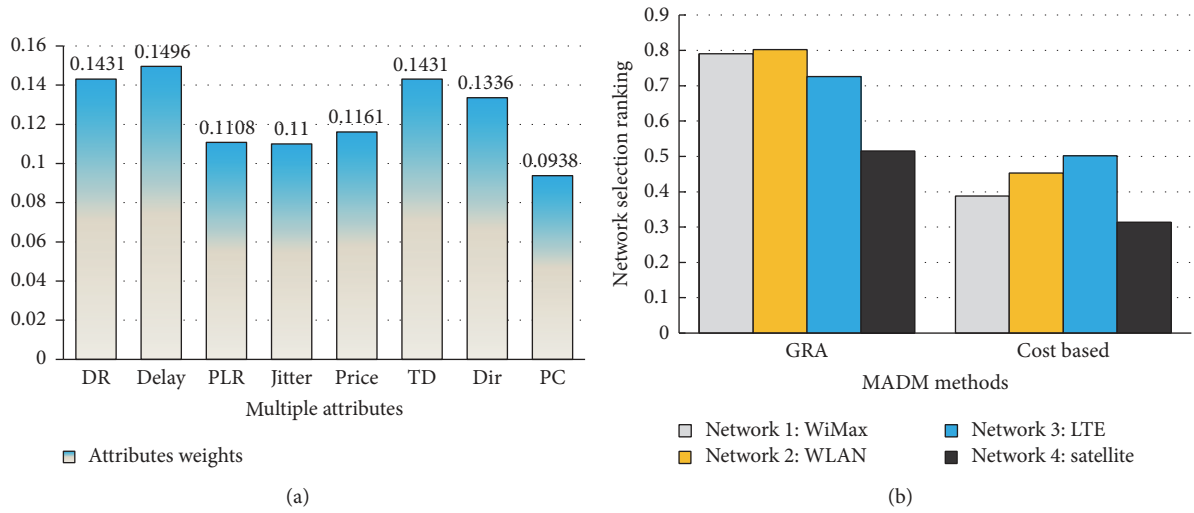 0.16
0.14
0.12
0.1
0.08
0.06
0.04
0.02
0
0.1431
0.1496
0.1108
0.11
0.1161
0.1431
0.1336
0.0938
DR Delay PLR Jitter Price TD Dir PC
Multiple attributes
Attributes weights
(a)
Network selection ranking
0.9
0.8
0.7
0.6
0.5
0.4
0.3
0.2
0.1
0
GRA Cost based
MADM methods
Network 1: WiMax
Network 2: WLAN
Network 3: LTE
Network 4: satellite
(b)